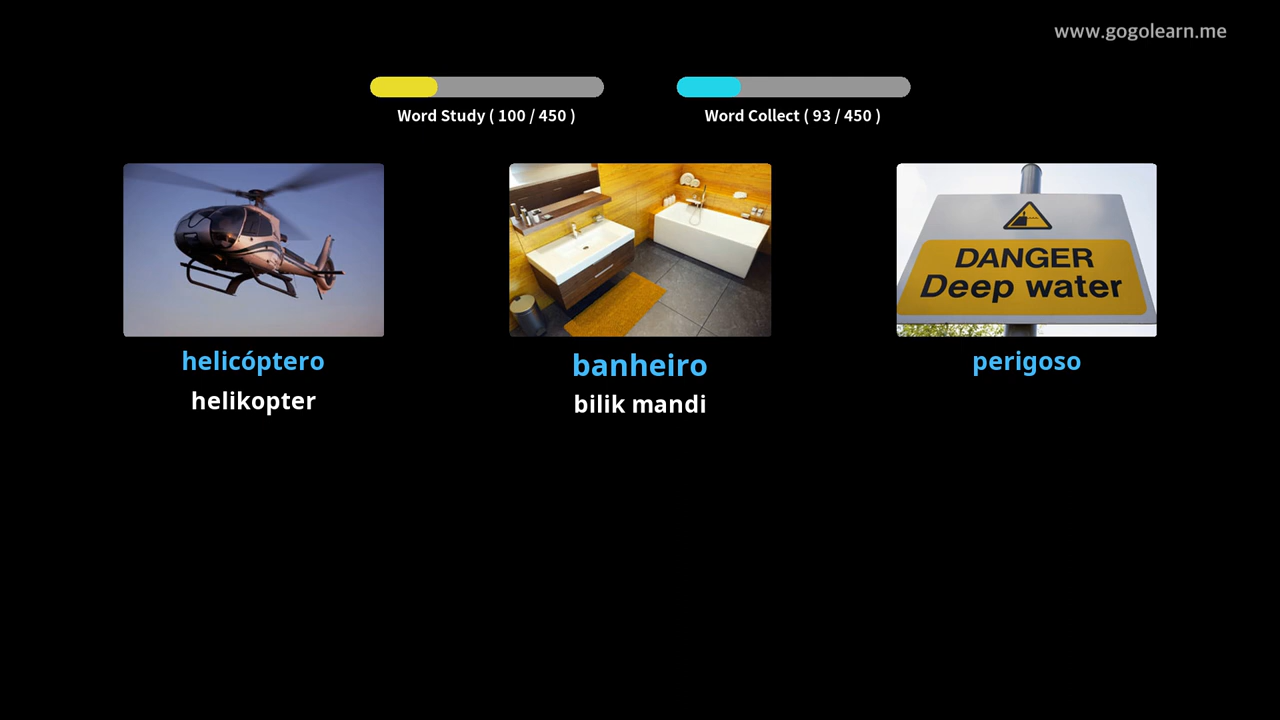 www.gogolearn.me
Word Study ( 100 / 450 )
Word Collect ( 93 / 450 )
DANGER
Deep water
helicóptero
banheiro
perigoso
helikopter
bilik mandi